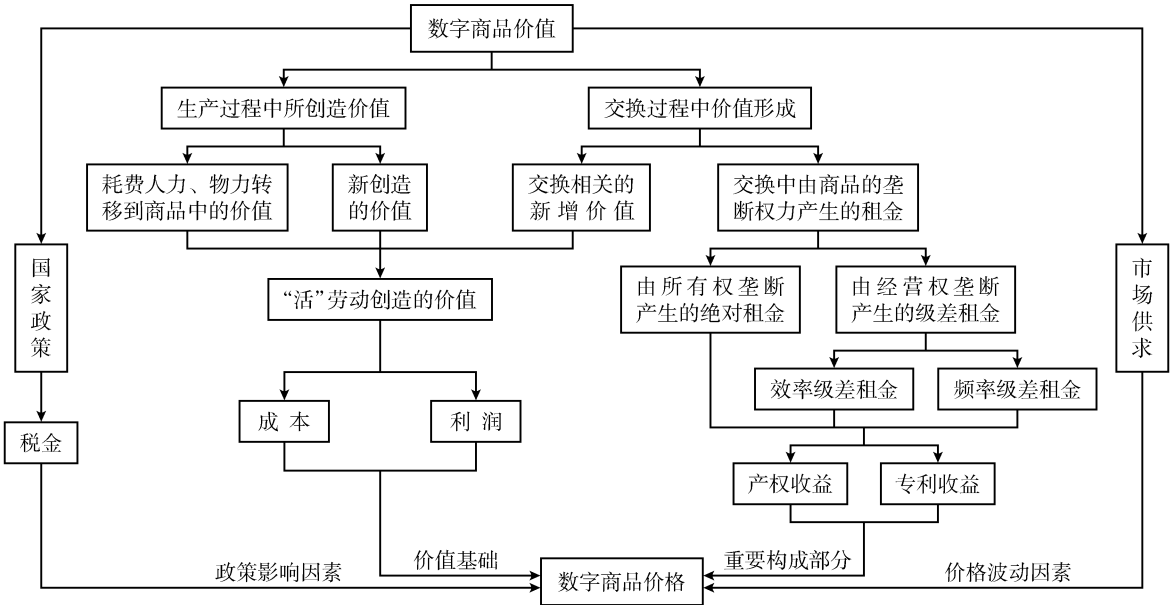 数字商品价值
生产过程中所创造价值
交换过程中价值形成
耗费人力、物力转
移到商品中的价值
新创造
的价值
交换相关的
新增价值
交换中由商品的垄
断权力产生的租金
国
家
政
策
市
场
供
求
“活”劳动创造的价值
由所有权垄断
产生的绝对租金
由经营权垄断
产生的级差租金
效率级差租金
频率级差租金
成本
利润
税金
产权收益
专利收益
政策影响因素
价值基础
重要构成部分
价格波动因素
数字商品价格